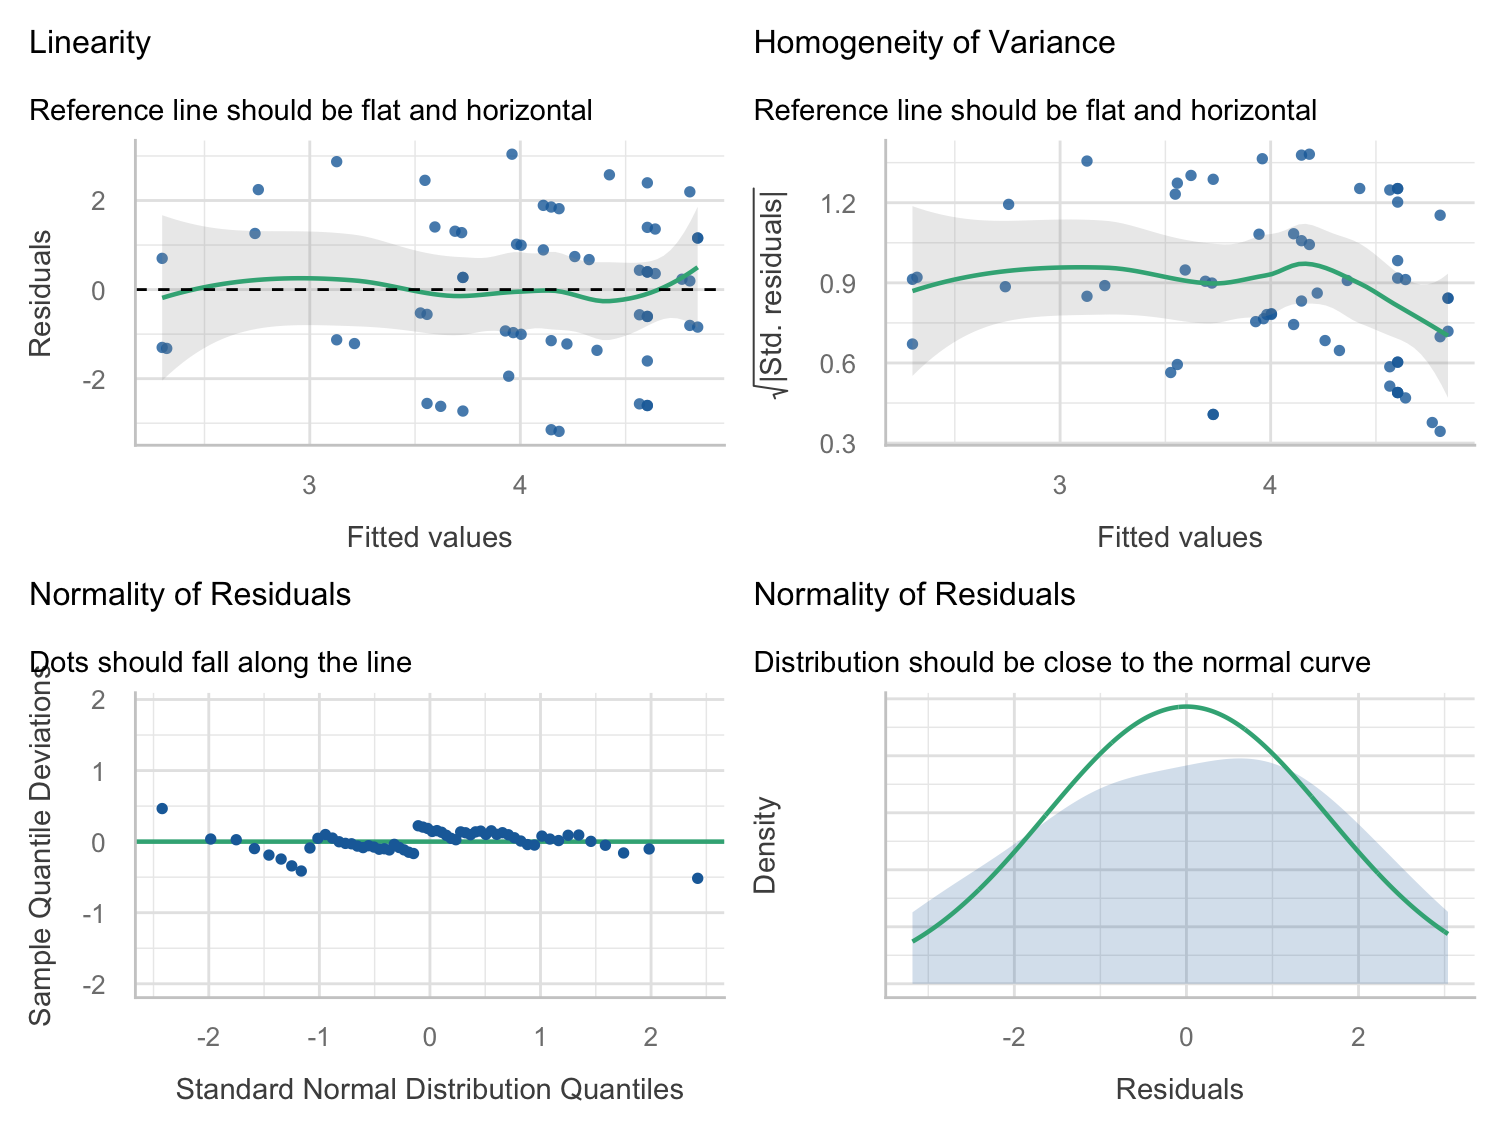 Linearity
Reference line should be flat and horizontal
2
0
-2
Residuals
3
4
Fitted values
Homogeneity of Variance
Reference line should be flat and horizontal
1.2
0.9
0.6
0.3
√|Std. residuals|
3
4
Fitted values
Normality of Residuals
Dots should fall along the line
2
1
0
-1
-2
Sample Quantile Deviations
-2
-1
0
1
2
Standard Normal Distribution Quantiles
Normality of Residuals
Distribution should be close to the normal curve
Density
-2
0
2
Residuals